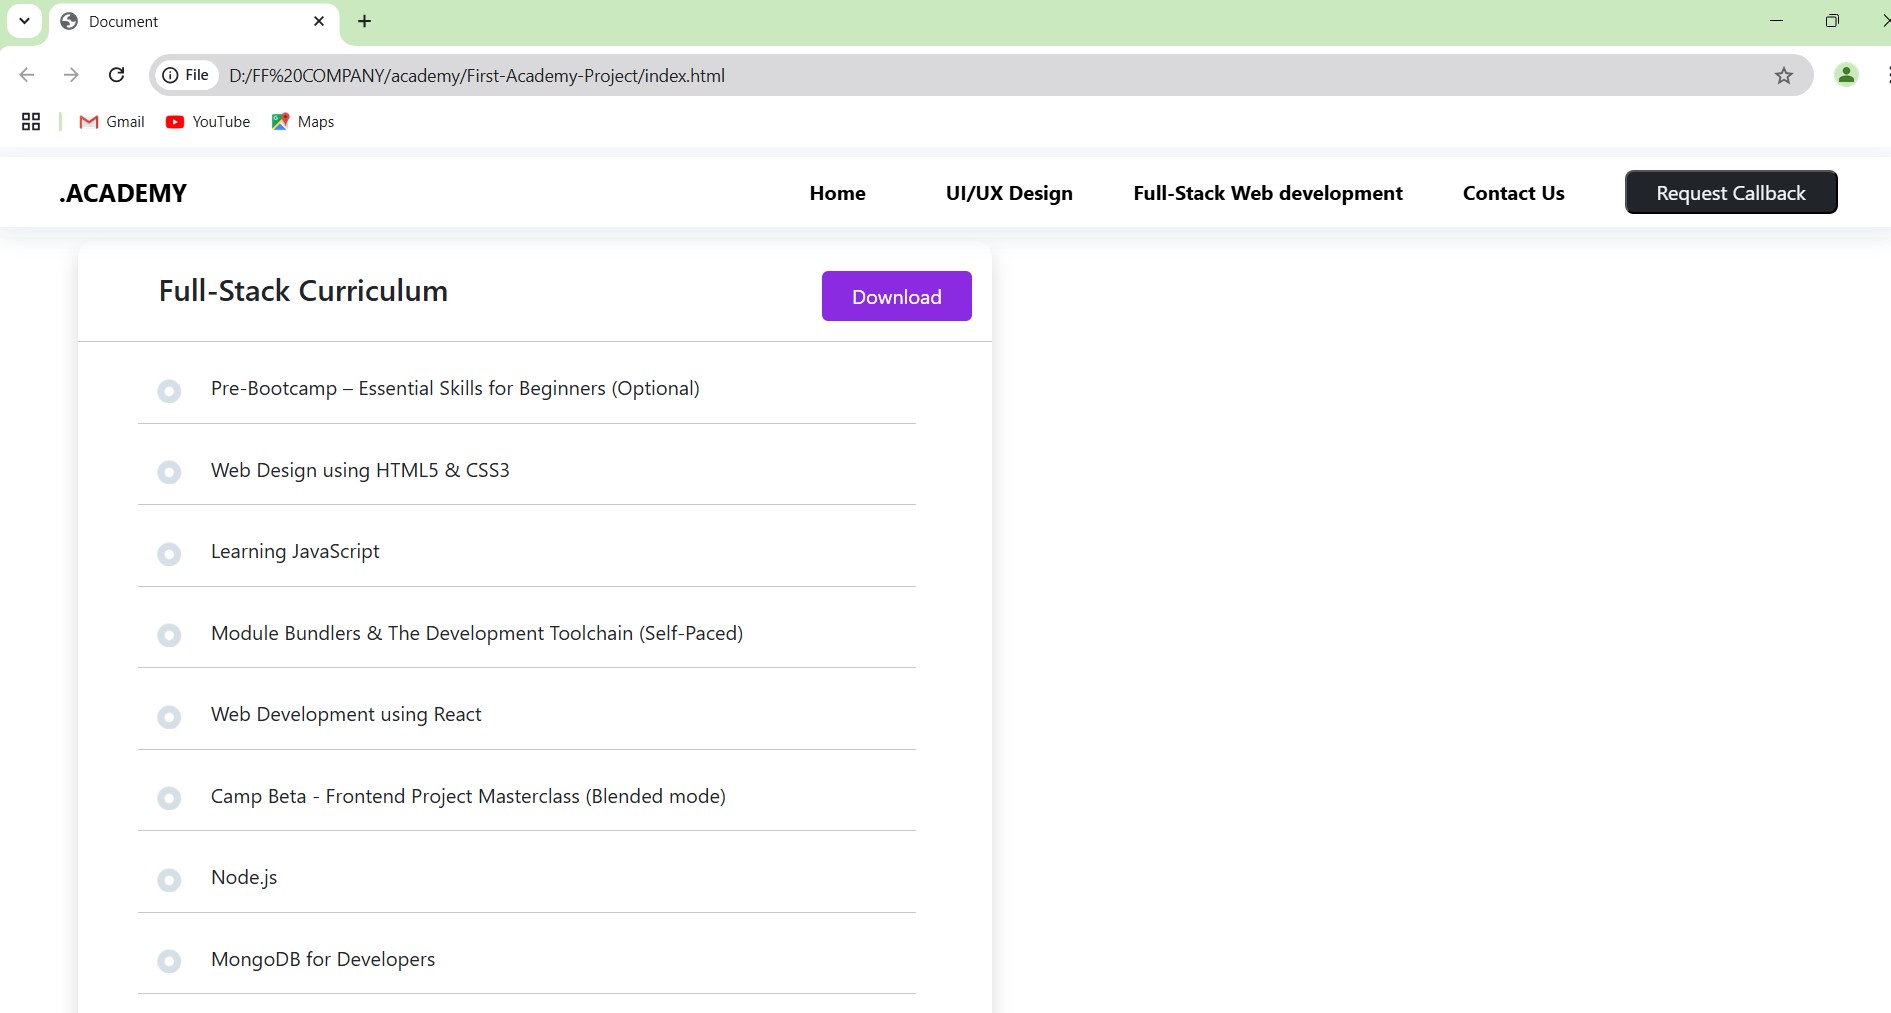 Document
File D:/FF%20COMPANY/academy/First-Academy-Project/index.html
Gmail YouTube Maps
.ACADEMY Home UI/UX Design Full-Stack Web development Contact Us Request Callback
Full-Stack Curriculum Download
Pre-Bootcamp – Essential Skills for Beginners (Optional)
Web Design using HTML5 & CSS3
Learning JavaScript
Module Bundlers & The Development Toolchain (Self-Paced)
Web Development using React
Camp Beta - Frontend Project Masterclass (Blended mode)
Node.js
MongoDB for Developers